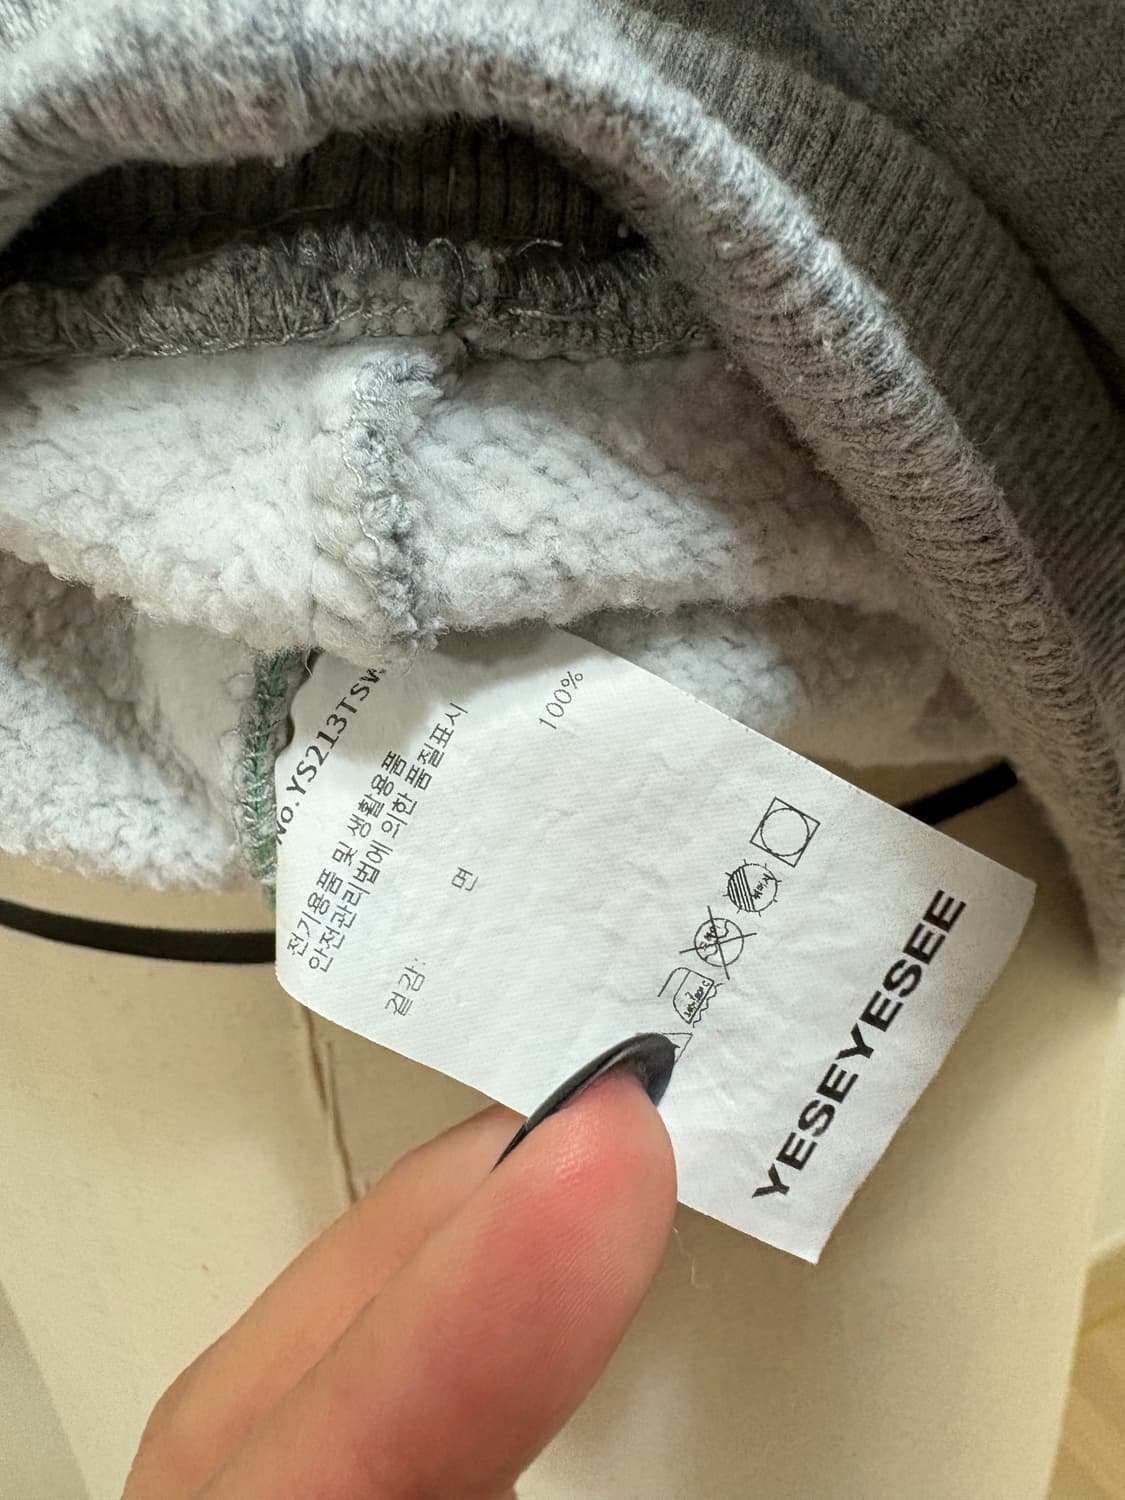 No.YS213TSW
전기용품 및 생활용품
안전관리법에 의한 품질표시
겉감: 면 100%
YESEYESEE